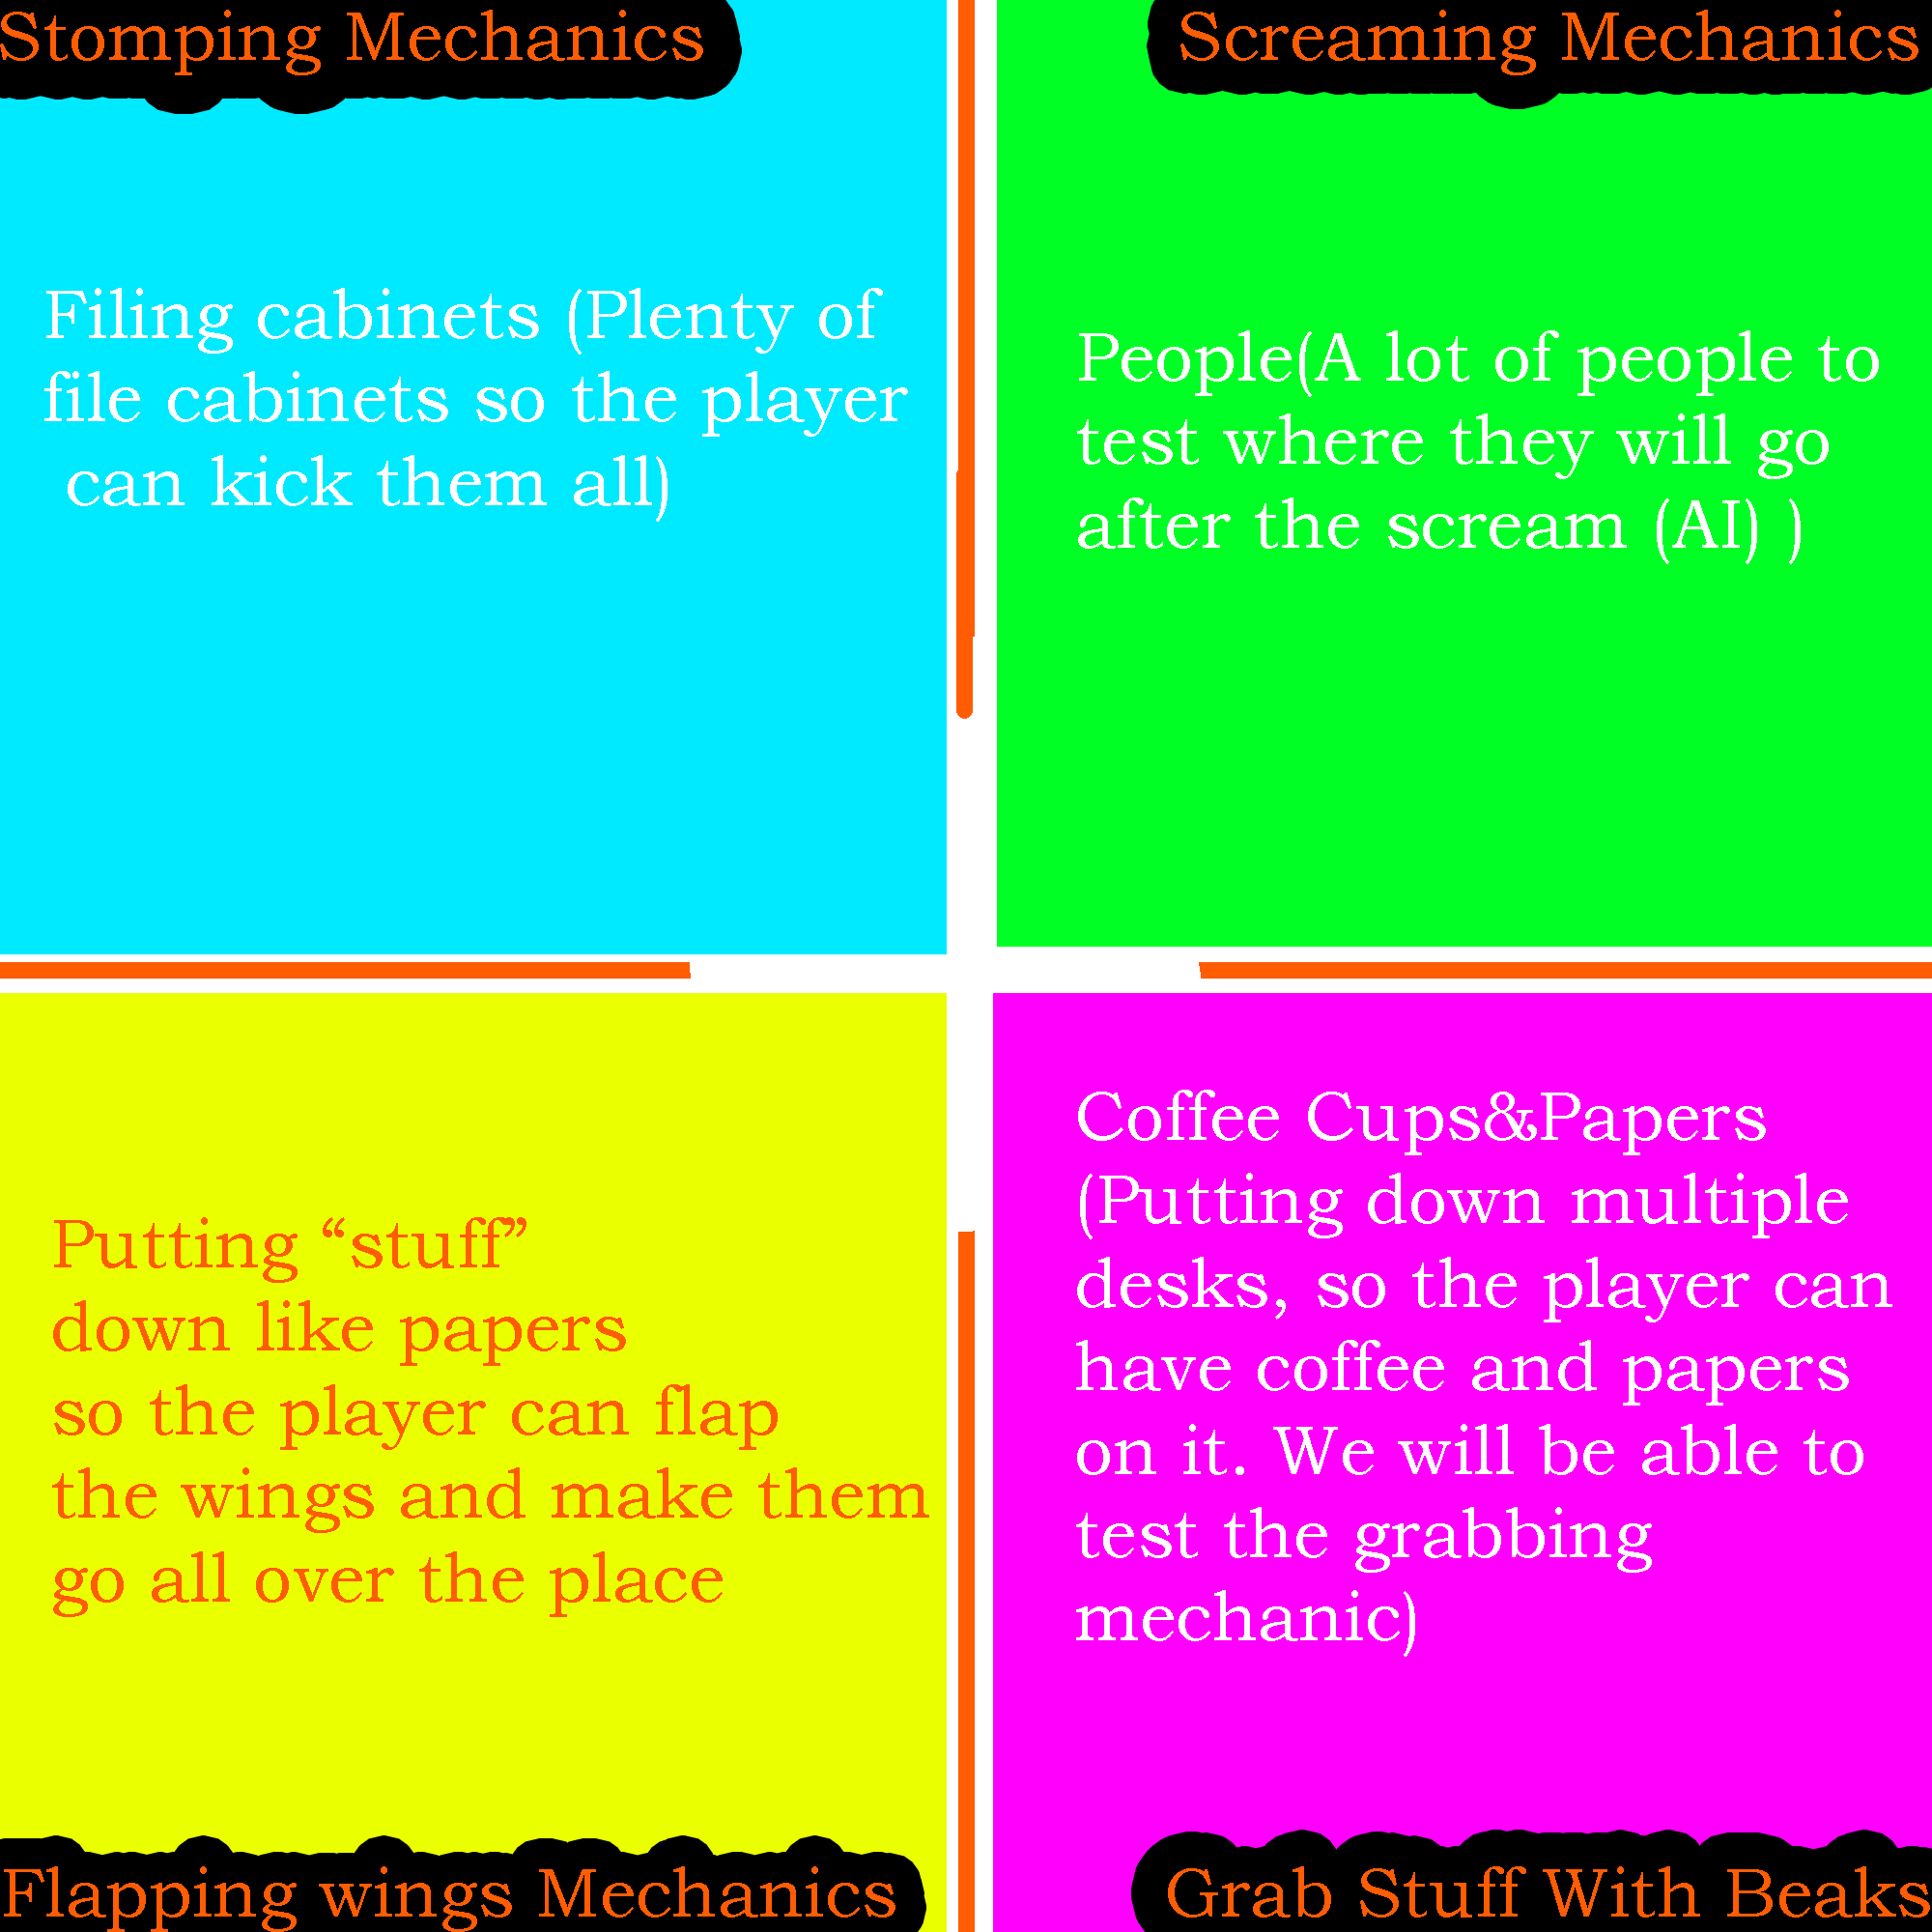 Stomping Mechanics
Filing cabinets (Plenty of
file cabinets so the player
can kick them all)
Screaming Mechanics
People(A lot of people to
test where they will go
after the scream (AI) )
Putting “stuff”
down like papers
so the player can flap
the wings and make them
go all over the place
Flapping wings Mechanics
Coffee Cups&Papers
(Putting down multiple
desks, so the player can
have coffee and papers
on it. We will be able to
test the grabbing
mechanic)
Grab Stuff With Beaks